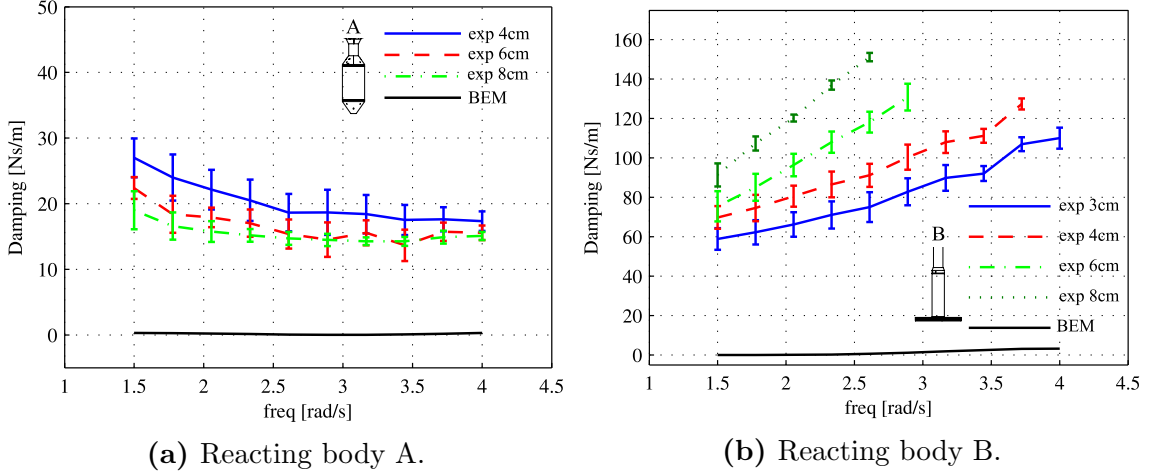 50
40
30
20
10
0
Damping [Ns/m]
1 1.5 2 2.5 3 3.5 4 4.5
freq [rad/s]
A
exp 4cm
exp 6cm
exp 8cm
BEM
(a) Reacting body A.
160
140
120
100
80
60
40
20
0
Damping [Ns/m]
1 1.5 2 2.5 3 3.5 4 4.5
freq [rad/s]
B
exp 3cm
exp 4cm
exp 6cm
exp 8cm
BEM
(b) Reacting body B.